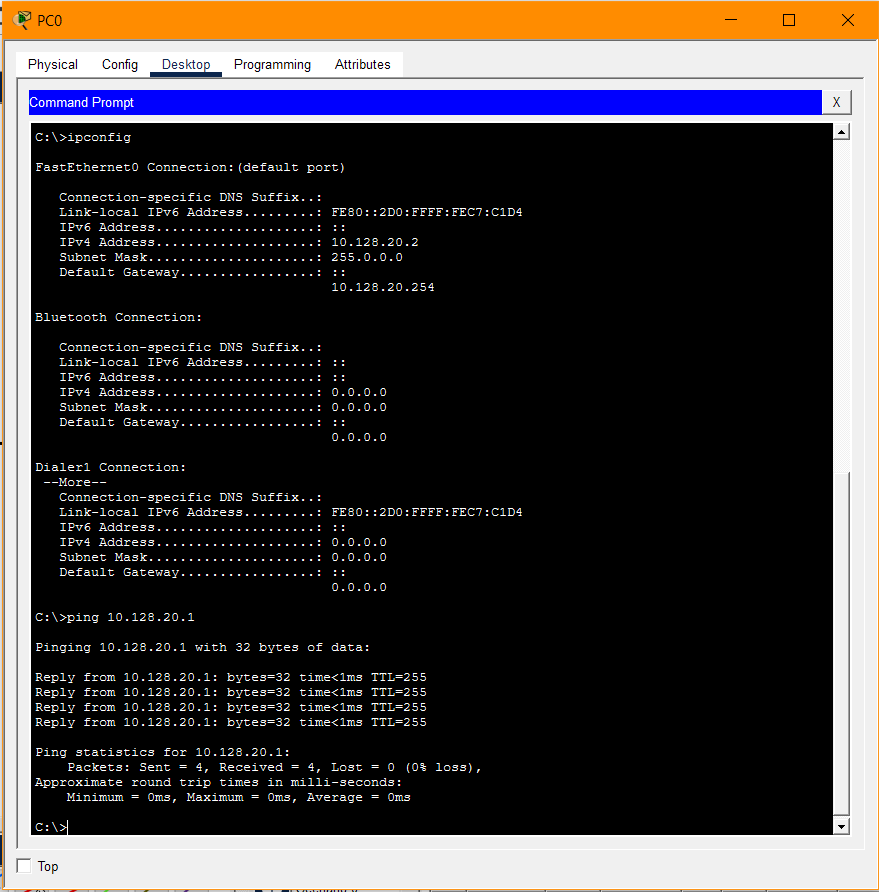 PC0
Physical Config Desktop Programming Attributes
Command Prompt
X
C:\>ipconfig
FastEthernet0 Connection:(default port)
Connection-specific DNS Suffix..:
Link-local IPv6 Address.........: FE80::2D0:FFFF:FEC7:C1D4
IPv6 Address....................: ::
IPv4 Address....................: 10.128.20.2
Subnet Mask.....................: 255.0.0.0
Default Gateway.................: ::
10.128.20.254
Bluetooth Connection:
Connection-specific DNS Suffix..:
Link-local IPv6 Address.........: ::
IPv6 Address....................: ::
IPv4 Address....................: 0.0.0.0
Subnet Mask.....................: 0.0.0.0
Default Gateway.................: ::
0.0.0.0
Dialer1 Connection:
--More--
Connection-specific DNS Suffix..:
Link-local IPv6 Address.........: FE80::2D0:FFFF:FEC7:C1D4
IPv6 Address....................: ::
IPv4 Address....................: 0.0.0.0
Subnet Mask.....................: 0.0.0.0
Default Gateway.................: ::
0.0.0.0
C:\>ping 10.128.20.1
Pinging 10.128.20.1 with 32 bytes of data:
Reply from 10.128.20.1: bytes=32 time<1ms TTL=255
Reply from 10.128.20.1: bytes=32 time<1ms TTL=255
Reply from 10.128.20.1: bytes=32 time<1ms TTL=255
Reply from 10.128.20.1: bytes=32 time<1ms TTL=255
Ping statistics for 10.128.20.1:
Packets: Sent = 4, Received = 4, Lost = 0 (0% loss),
Approximate round trip times in milli-seconds:
Minimum = 0ms, Maximum = 0ms, Average = 0ms
C:\>
Top